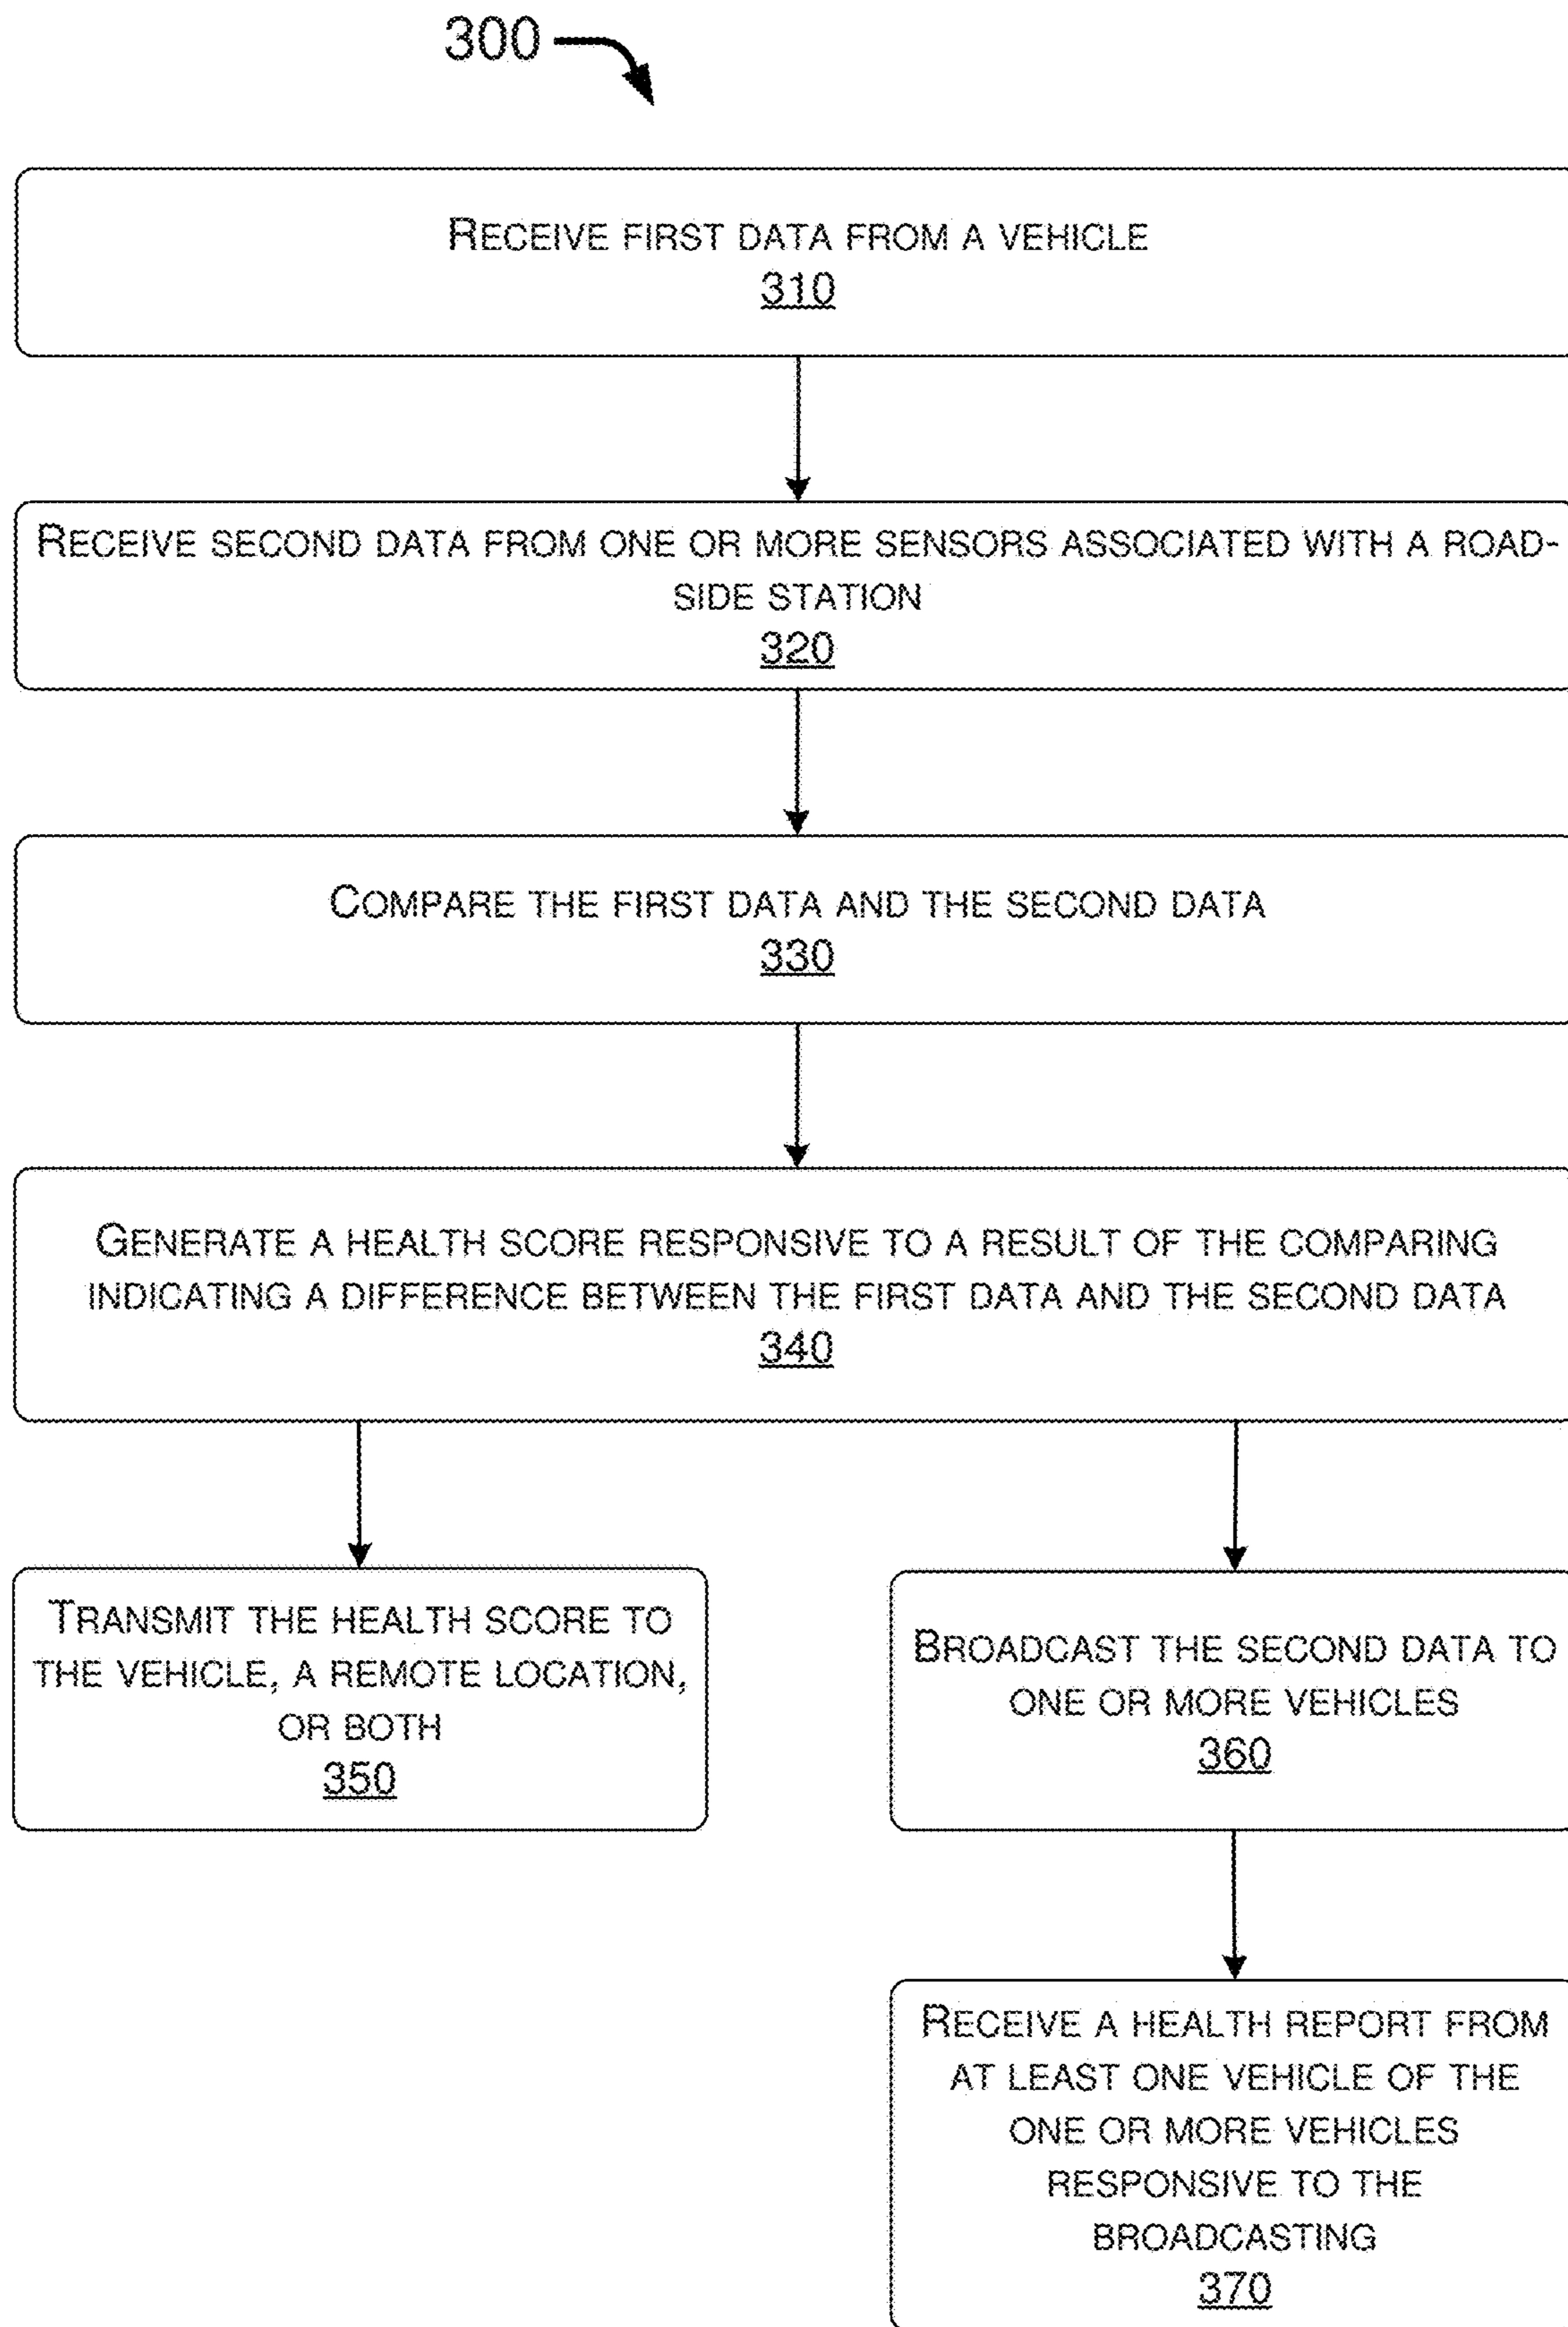 300
RECEIVE FIRST DATA FROM A VEHICLE
310
RECEIVE SECOND DATA FROM ONE OR MORE SENSORS ASSOCIATED WITH A ROAD-
SIDE STATION
320
COMPARE THE FIRST DATA AND THE SECOND DATA
330
GENERATE A HEALTH SCORE RESPONSIVE TO A RESULT OF THE COMPARING
INDICATING A DIFFERENCE BETWEEN THE FIRST DATA AND THE SECOND DATA
340
TRANSMIT THE HEALTH SCORE TO
THE VEHICLE, A REMOTE LOCATION,
OR BOTH
350
BROADCAST THE SECOND DATA TO
ONE OR MORE VEHICLES
360
RECEIVE A HEALTH REPORT FROM
AT LEAST ONE VEHICLE OF THE
ONE OR MORE VEHICLES
RESPONSIVE TO THE
BROADCASTING
370